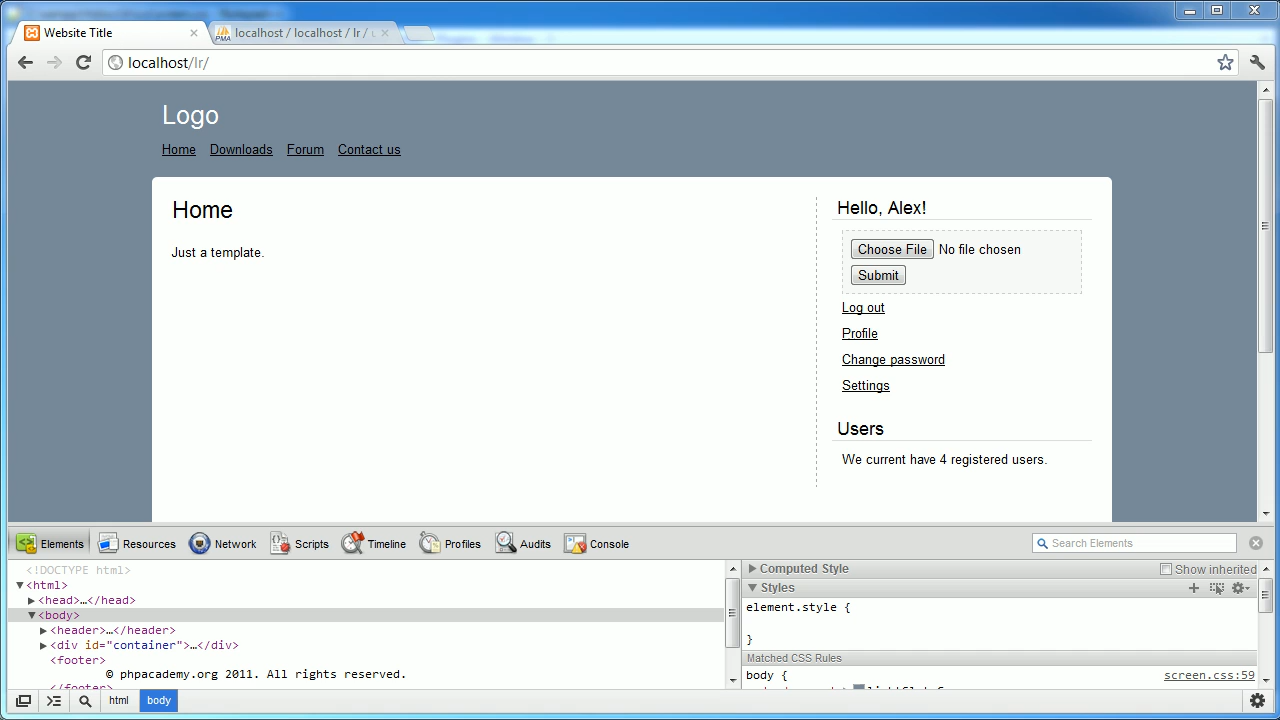 Website Title
localhost / localhost / lr /
localhost/lr/
Logo
Home Downloads Forum Contact us
Home
Just a template.
Hello, Alex!
Choose File No file chosen
Submit
Log out
Profile
Change password
Settings
Users
We current have 4 registered users.
Elements Resources Network Scripts Timeline Profiles Audits Console Search Elements
<!DOCTYPE html>
<html>
<head>…</head>
<body>
<header>…</header>
<div id="container">…</div>
<footer>
© phpacademy.org 2011. All rights reserved.
</footer>
Computed Style Show inherited
Styles
element.style {
}
Matched CSS Rules
body { screen.css:59
html body